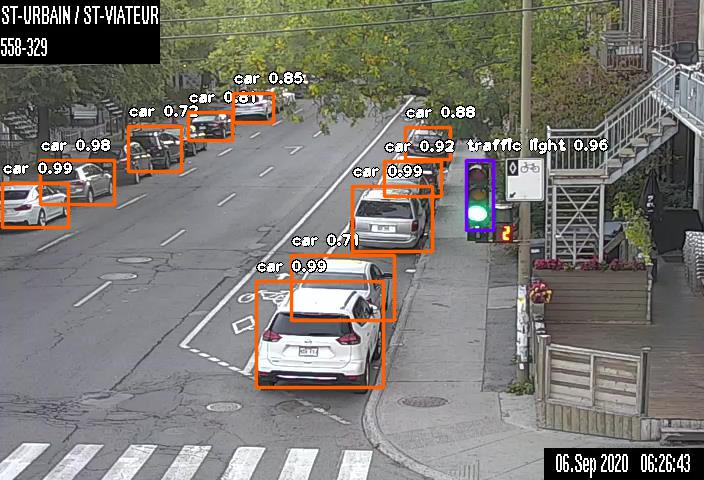 ST-URBAIN / ST-VIATEUR
558-329
car 0.85
car 0.81
car 0.72
car 0.88
car 0.98
car 0.92
traffic light 0.96
car 0.99
car 0.99
car 0.71
car 0.99
2
06.Sep 2020 06:26:43